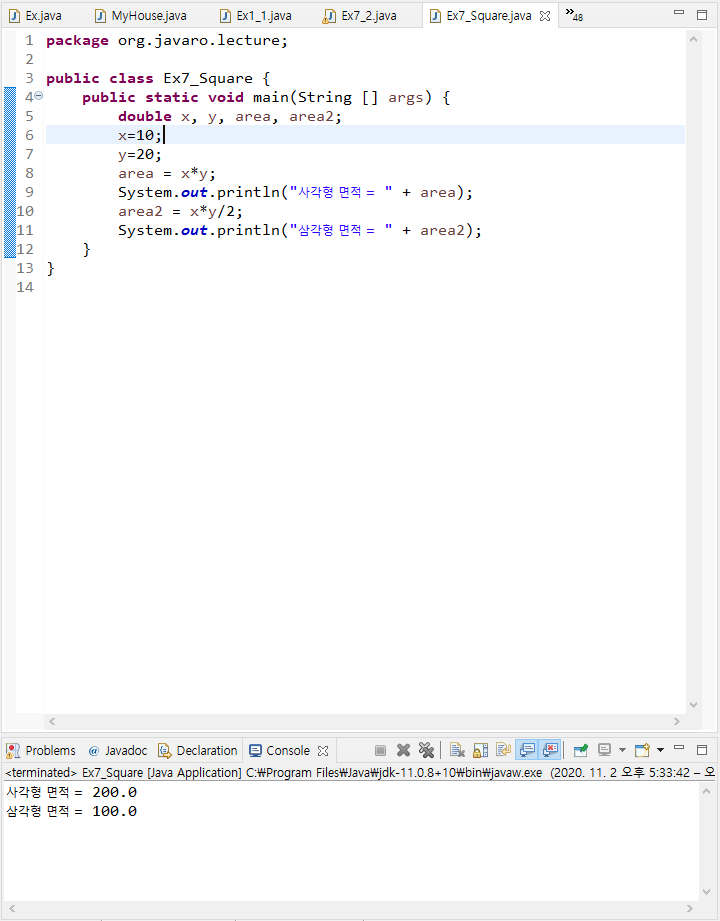 Ex.java MyHouse.java Ex1_1.java Ex7_2.java Ex7_Square.java »48
1 package org.javaro.lecture;
2
3 public class Ex7_Square {
4 public static void main(String [] args) {
5 double x, y, area, area2;
6 x=10;
7 y=20;
8 area = x*y;
9 System.out.println("사각형 면적 = " + area);
10 area2 = x*y/2;
11 System.out.println("삼각형 면적 = " + area2);
12 }
13 }
14
Problems @ Javadoc Declaration Console
<terminated> Ex7_Square [Java Application] C:₩Program Files₩Java₩jdk-11.0.8+10₩bin₩javaw.exe (2020. 11. 2 오후 5:33:42 – 오
사각형 면적 = 200.0
삼각형 면적 = 100.0